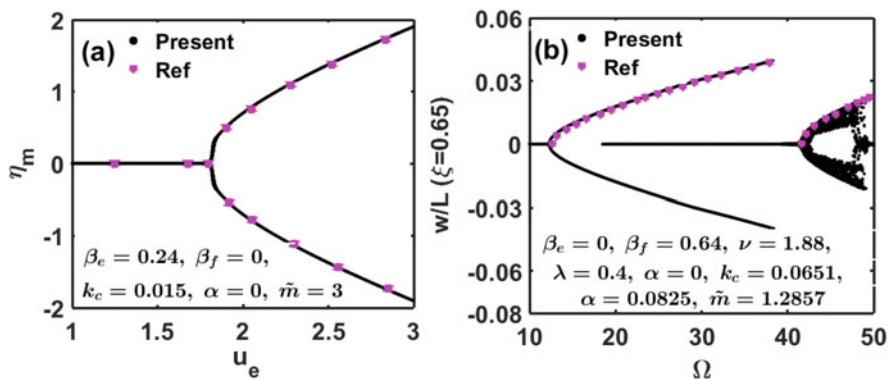 (a)
Present
Ref
2
1
0
-1
-2
η_m
β_e = 0.24, β_f = 0,
k_c = 0.015, α = 0, m̃ = 3
1 1.5 2 2.5 3
u_e
(b)
Present
Ref
0.06
0.03
0
-0.03
-0.06
-0.08
w/L (ξ=0.65)
β_e = 0, β_f = 0.64, ν = 1.88,
λ = 0.4, α = 0, k_c = 0.0651,
α = 0.0825, m̃ = 1.2857
10 20 30 40 50
Ω